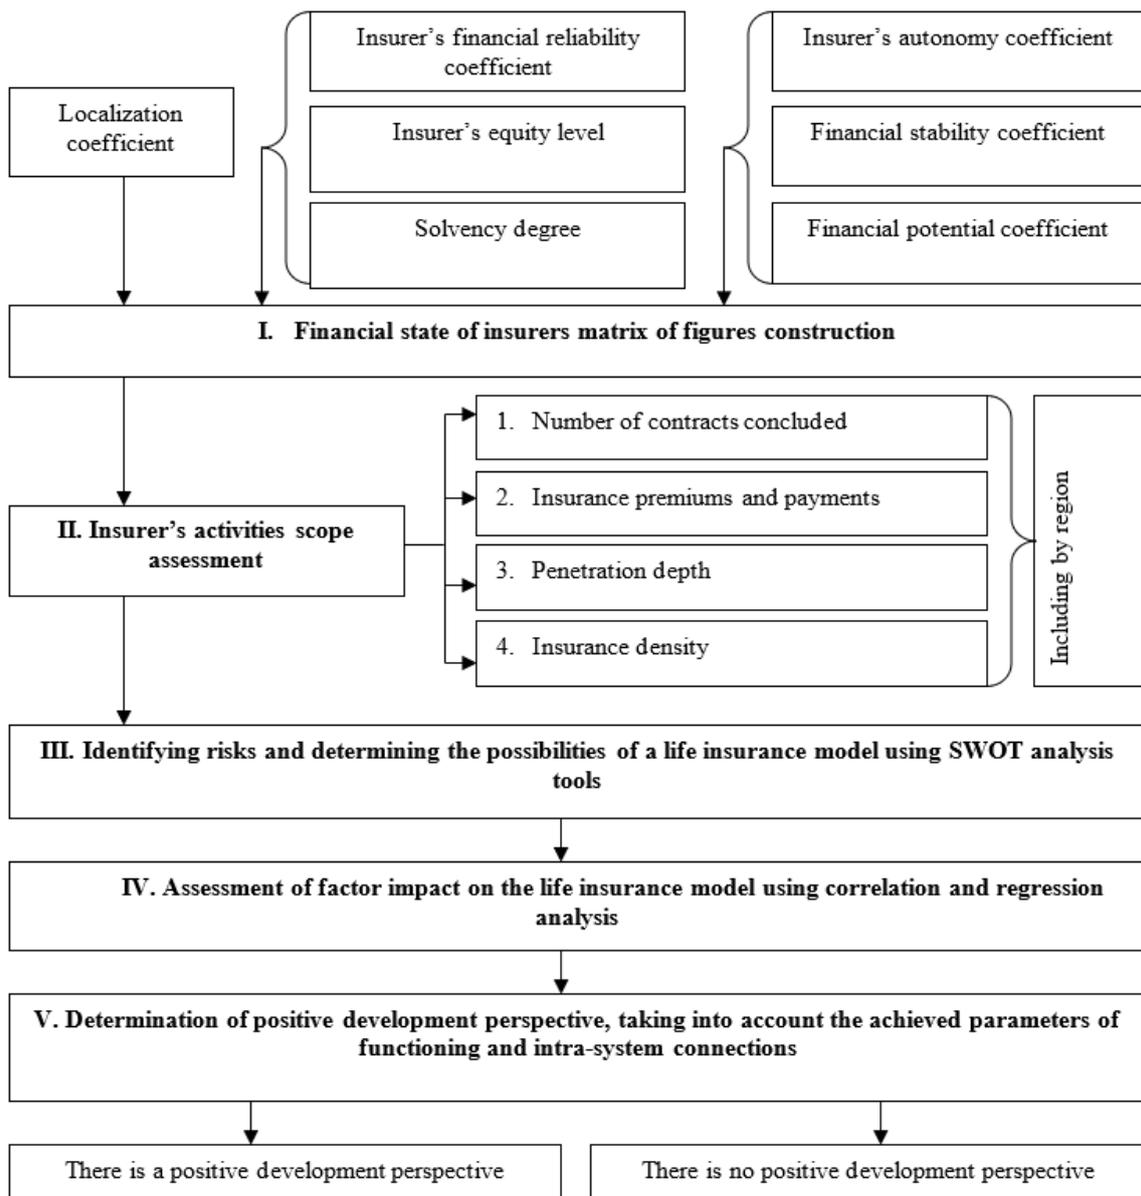 Localization
coefficient
Insurer's financial reliability
coefficient
Insurer's equity level
Solvency degree
Insurer's autonomy coefficient
Financial stability coefficient
Financial potential coefficient
I. Financial state of insurers matrix of figures construction
II. Insurer's activities scope
assessment
1. Number of contracts concluded
2. Insurance premiums and payments
3. Penetration depth
4. Insurance density
Including by region
III. Identifying risks and determining the possibilities of a life insurance model using SWOT analysis
tools
IV. Assessment of factor impact on the life insurance model using correlation and regression
analysis
V. Determination of positive development perspective, taking into account the achieved parameters of
functioning and intra-system connections
There is a positive development perspective
There is no positive development perspective